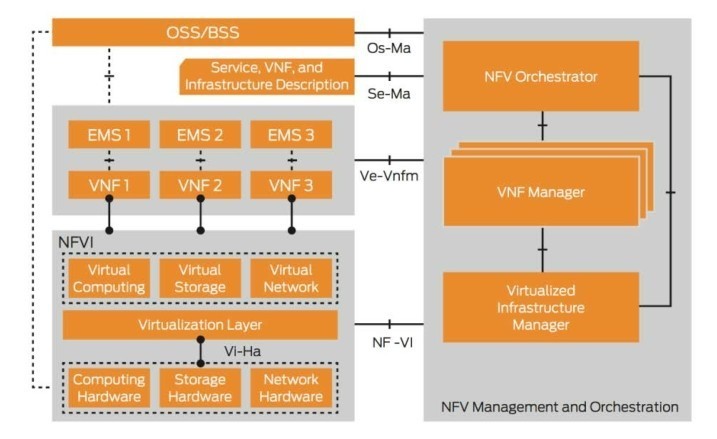 OSS/BSS
Os-Ma
Service, VNF, and
Infrastructure Description
Se-Ma
EMS 1
EMS 2
EMS 3
VNF 1
VNF 2
VNF 3
Ve-Vnfm
NFVI
Virtual
Computing
Virtual
Storage
Virtual
Network
Virtualization Layer
Vi-Ha
NF -VI
Computing
Hardware
Storage
Hardware
Network
Hardware
NFV Orchestrator
VNF Manager
Virtualized
Infrastructure
Manager
NFV Management and Orchestration